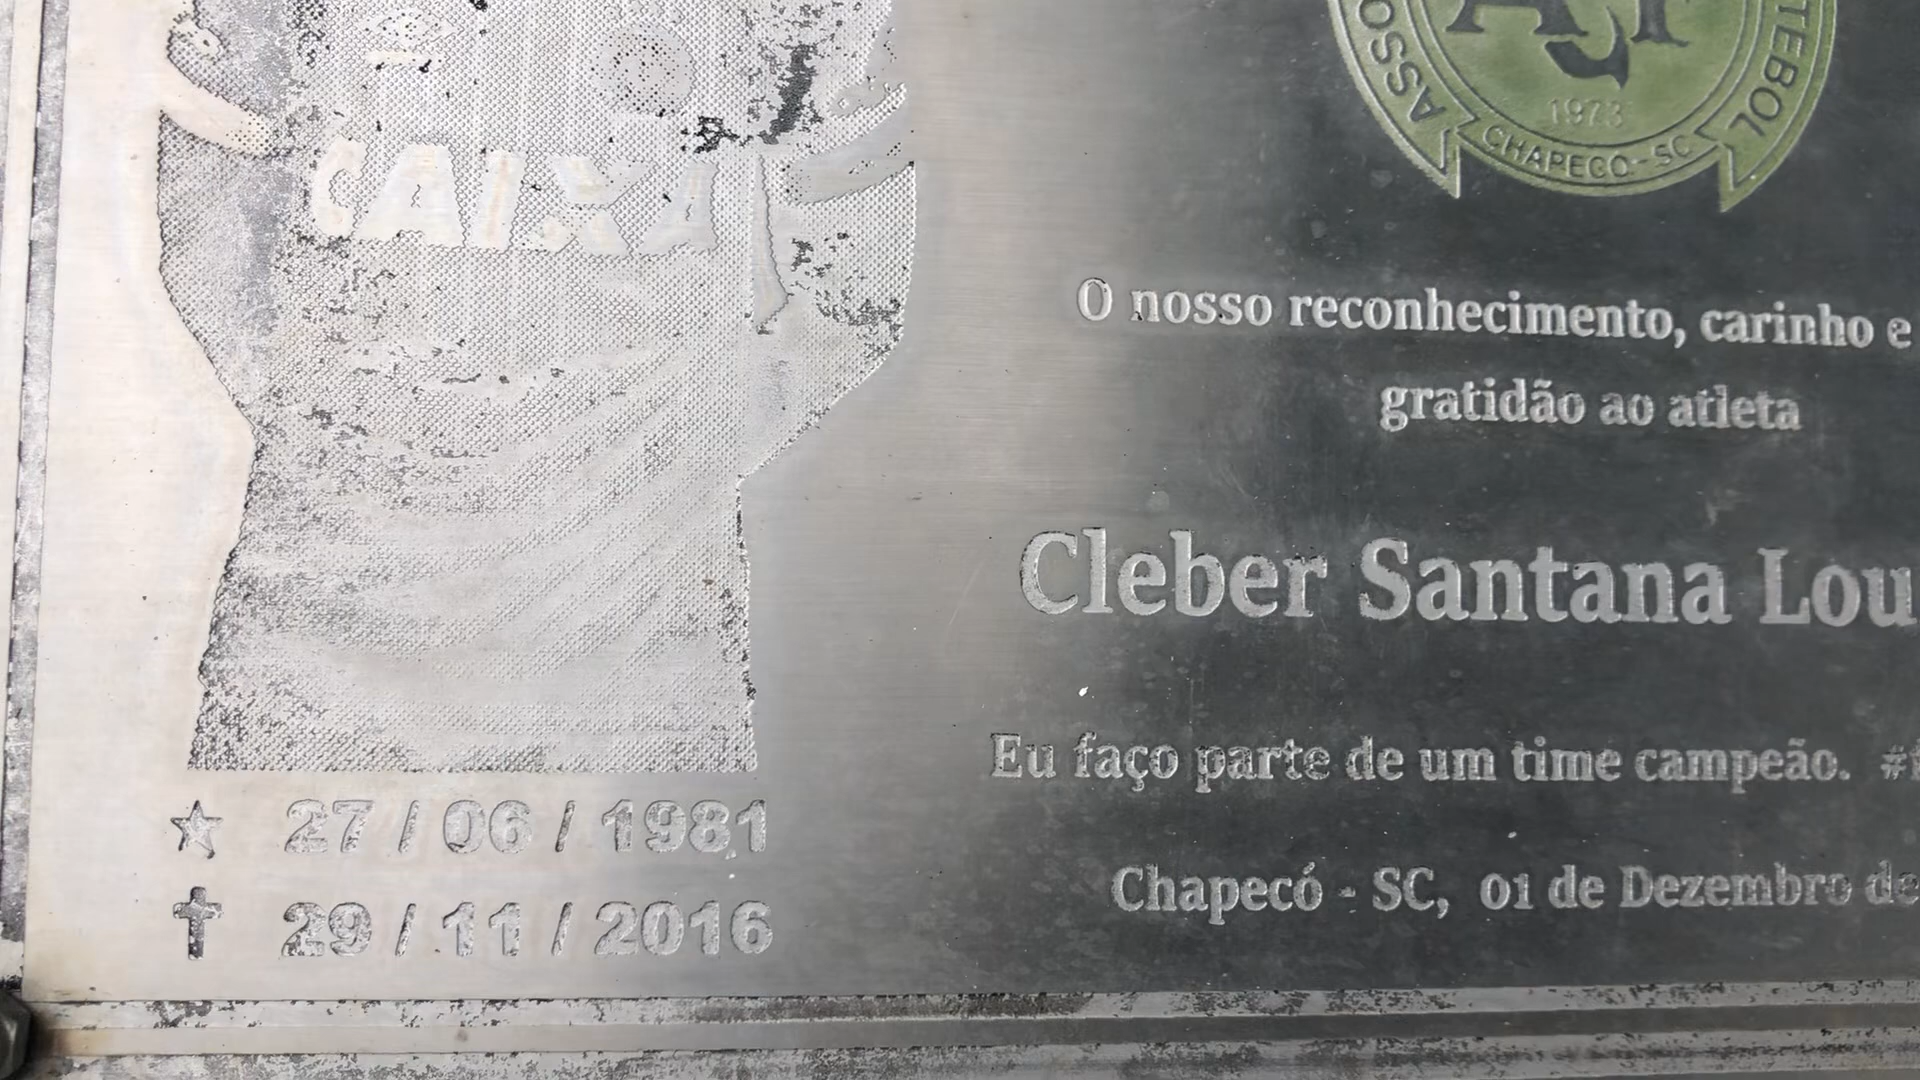 ASSO
TEBOL
ACF
1973
CHAPECO-SC
CAIXA
O nosso reconhecimento, carinho e
gratidão ao atleta
Cleber Santana Lou
Eu faço parte de um time campeão. #
27 / 06 / 1981
29 / 11 / 2016
Chapecó - SC, 01 de Dezembro de